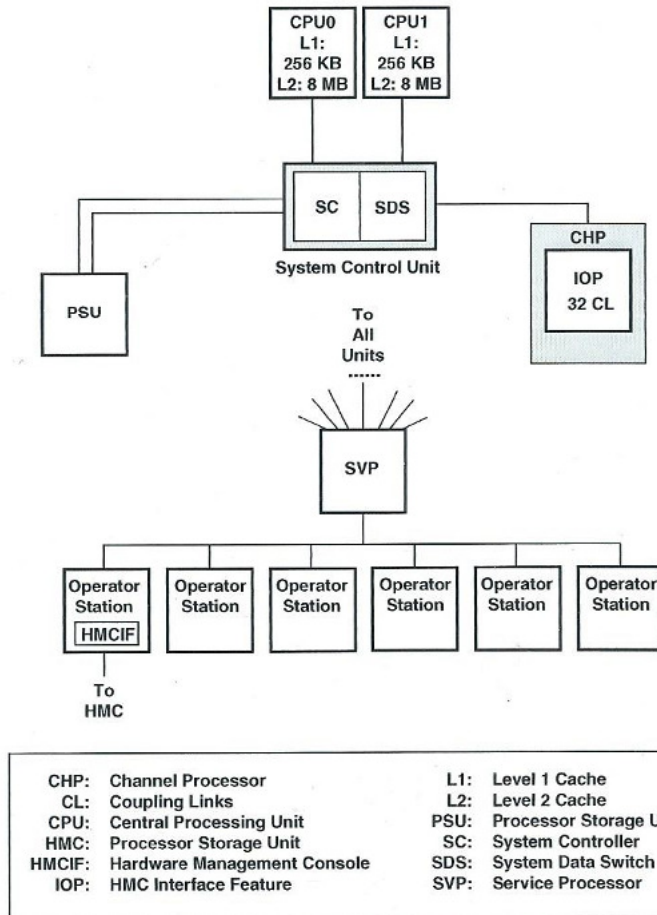 CPU0
L1:
256 KB
L2: 8 MB
CPU1
L1:
256 KB
L2: 8 MB
SC
SDS
System Control Unit
PSU
CHP
IOP
32 CL
To
All
Units
......
SVP
Operator
Station
HMCIF
Operator
Station
Operator
Station
Operator
Station
Operator
Station
Operator
Station
To
HMC
CHP: Channel Processor
CL: Coupling Links
CPU: Central Processing Unit
HMC: Processor Storage Unit
HMCIF: Hardware Management Console
IOP: HMC Interface Feature
L1: Level 1 Cache
L2: Level 2 Cache
PSU: Processor Storage U
SC: System Controller
SDS: System Data Switch
SVP: Service Processor